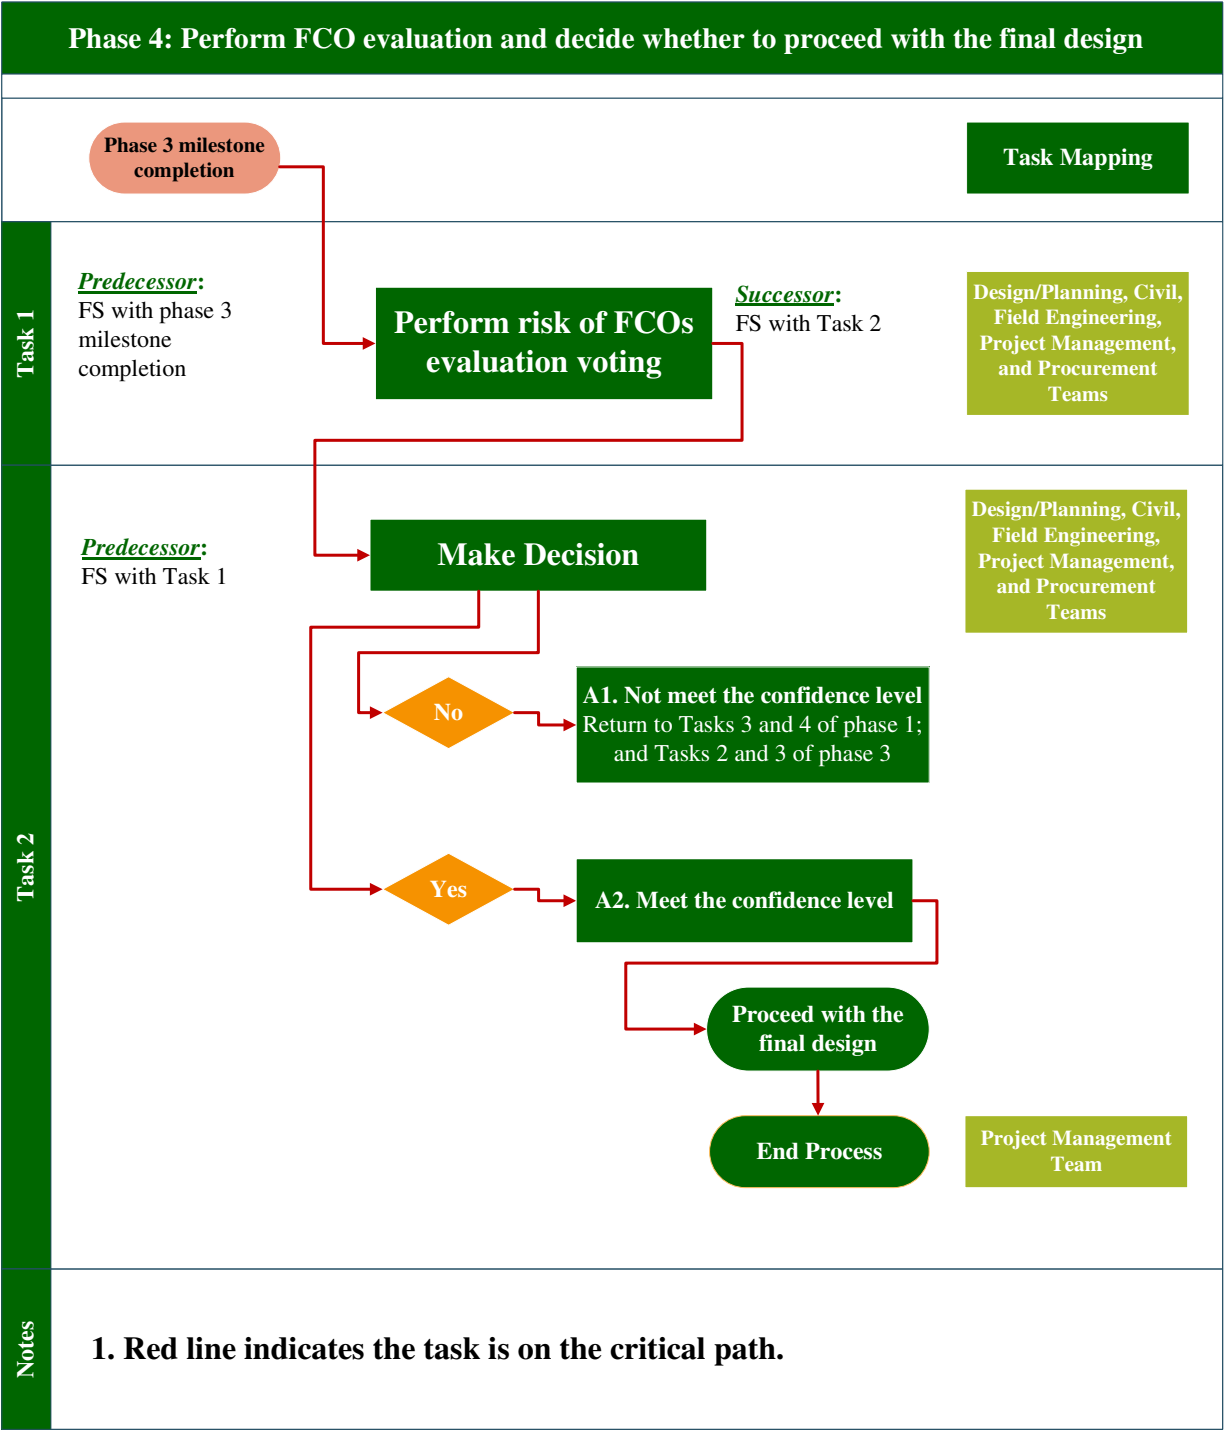 Phase 4: Perform FCO evaluation and decide whether to proceed with the final design
Phase 3 milestone
completion
Task Mapping
Task 1
Predecessor:
FS with phase 3
milestone
completion
Perform risk of FCOs
evaluation voting
Successor:
FS with Task 2
Design/Planning, Civil,
Field Engineering,
Project Management,
and Procurement
Teams
Task 2
Predecessor:
FS with Task 1
Make Decision
Design/Planning, Civil,
Field Engineering,
Project Management,
and Procurement
Teams
No
A1. Not meet the confidence level
Return to Tasks 3 and 4 of phase 1;
and Tasks 2 and 3 of phase 3
Yes
A2. Meet the confidence level
Proceed with the
final design
End Process
Project Management
Team
Notes
1. Red line indicates the task is on the critical path.